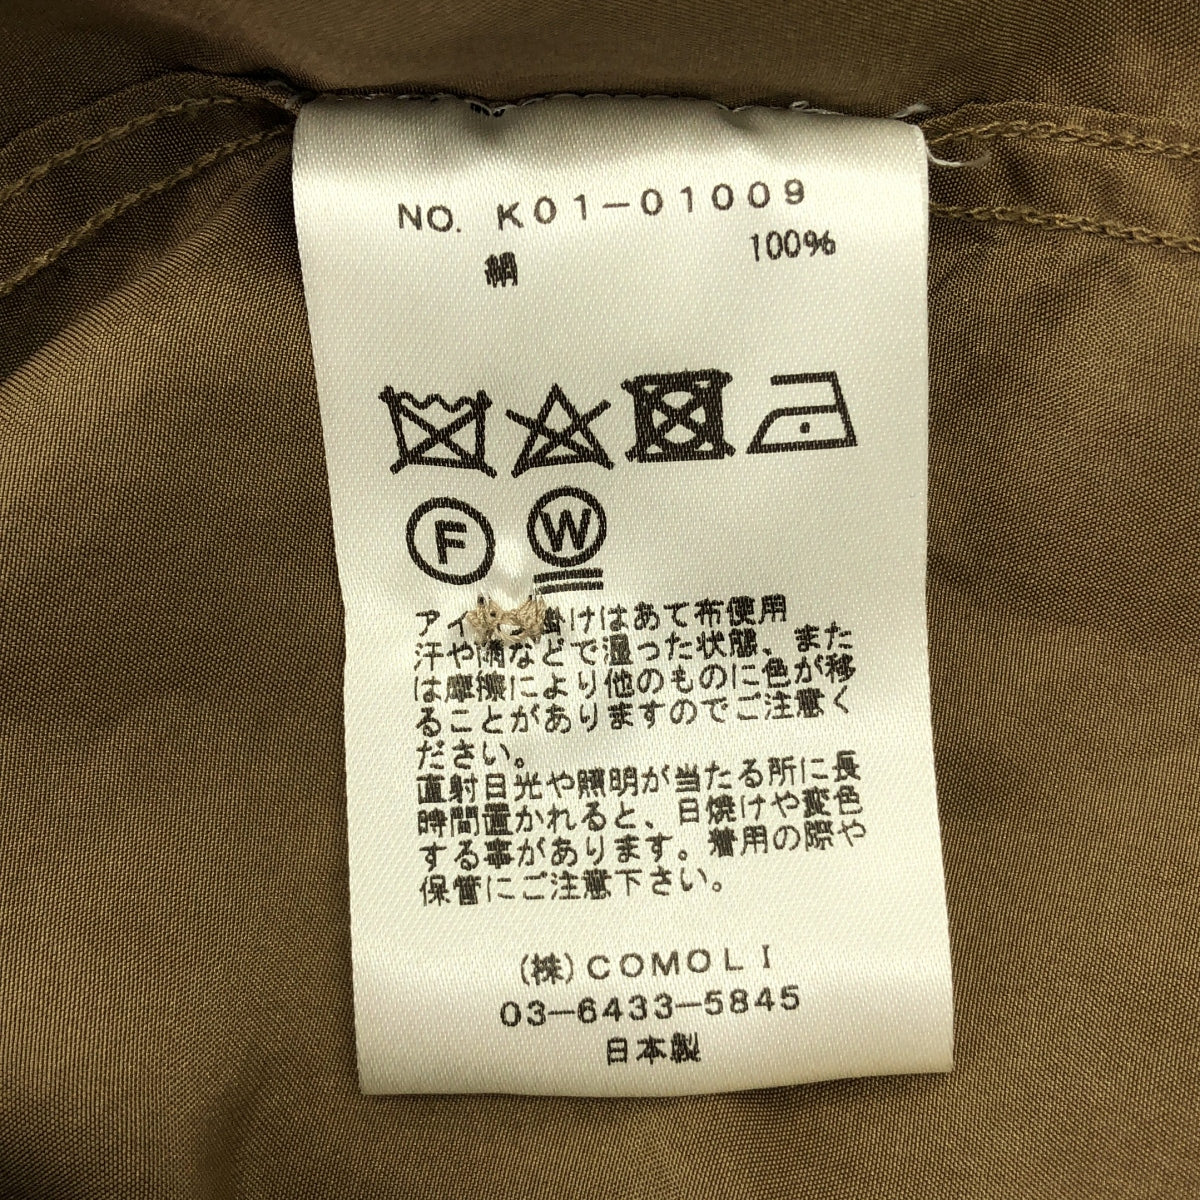 NO. K01-01009
絹 100%
F W
アイ 掛けはあて布使用
汗や雨などで湿った状態、また
は摩擦により他のものに色が移
ることがありますのでご注意く
ださい。
直射日光や照明が当たる所に長
時間置かれると、日焼けや変色
する事があります。着用の際や
保管にご注意下さい。
(株)COMOLI
03-6433-5845
日本製